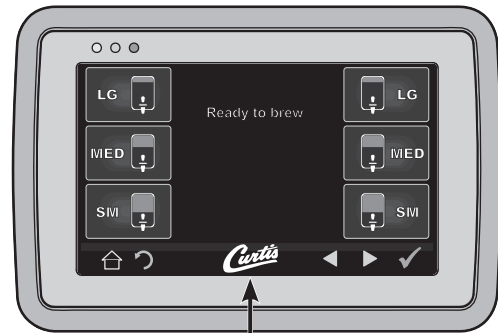 LG
Ready to brew
LG
MED
MED
SM
SM
Curtis